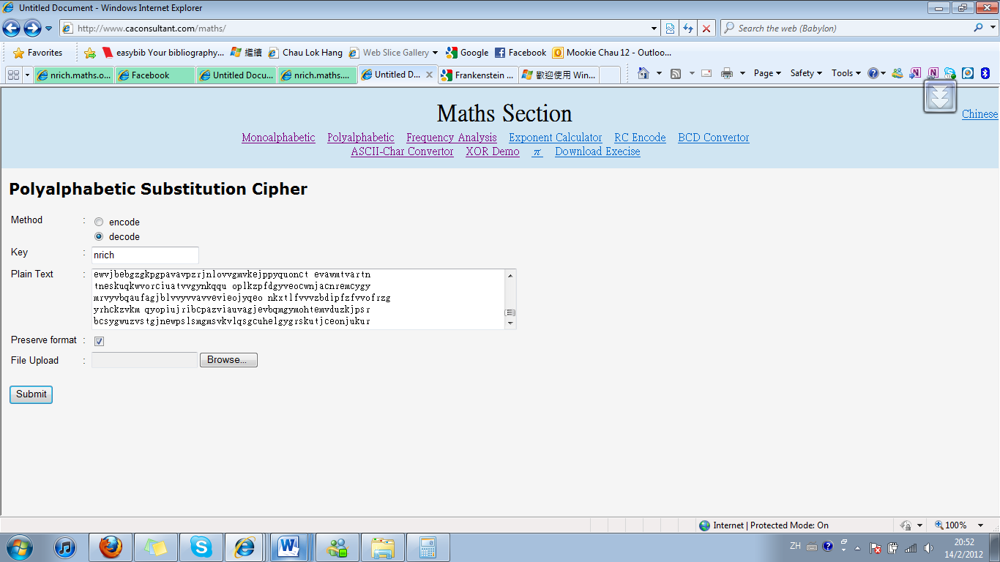 Untitled Document - Windows Internet Explorer
http://www.caconsultant.com/maths/
Search the web (Babylon)
Favorites easybib Your bibliography... 繼續 Chau Lok Hang Web Slice Gallery Google Facebook Mookie Chau 12 - Outloo...
nrich.maths.o... Facebook Untitled Docu... nrich.maths.... Untitled D... Frankenstein ... 歡迎使用 Win... Page Safety Tools
Maths Section
Chinese
Monoalphabetic Polyalphabetic Frequency Analysis Exponent Calculator RC Encode BCD Convertor
ASCII-Char Convertor XOR Demo π Download Execise
Polyalphabetic Substitution Cipher
Method : encode
decode
Key : nrich
Plain Text : ewvjbebgzgkpgpavavpzrjnlovvgmvkejppyquonct evawmtvartn
tneskuqkwvorciuatvvgynkqqu oplkzpfdgyveocwnjacnremcygy
mrvyvbqaufagjblvvyvvavvevieojyqeo nkxtlfvvvzbdipfzfvvofrzg
yrhckzvkm qyopiujribcpazviauvagjevbqmgymohtemvduzkjpsr
bcsygwuzvstgjnewpslsmgmsvkvlqsgcuhelgygrskutjceonjukur
Preserve format :
File Upload : Browse...
Submit
Internet | Protected Mode: On 100%
ZH 20:52
14/2/2012